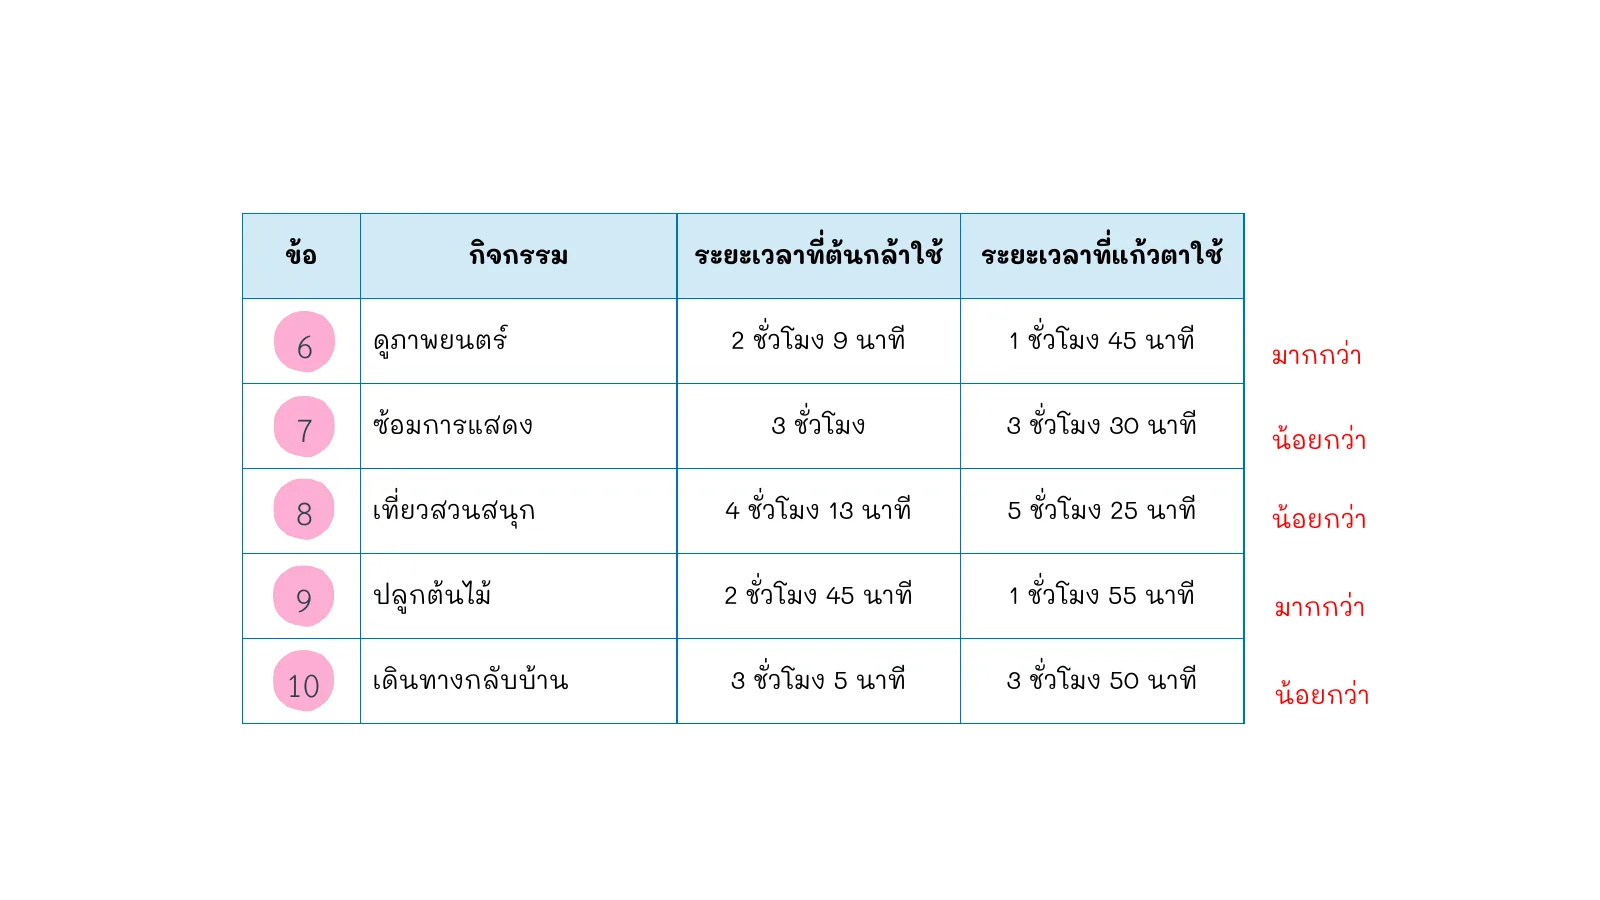 ข้อ กิจกรรม ระยะเวลาที่ต้นกล้าใช้ ระยะเวลาที่แก้วตาใช้
6 ดูภาพยนตร์ 2 ชั่วโมง 9 นาที 1 ชั่วโมง 45 นาที มากกว่า
7 ซ้อมการแสดง 3 ชั่วโมง 3 ชั่วโมง 30 นาที น้อยกว่า
8 เที่ยวสวนสนุก 4 ชั่วโมง 13 นาที 5 ชั่วโมง 25 นาที น้อยกว่า
9 ปลูกต้นไม้ 2 ชั่วโมง 45 นาที 1 ชั่วโมง 55 นาที มากกว่า
10 เดินทางกลับบ้าน 3 ชั่วโมง 5 นาที 3 ชั่วโมง 50 นาที น้อยกว่า